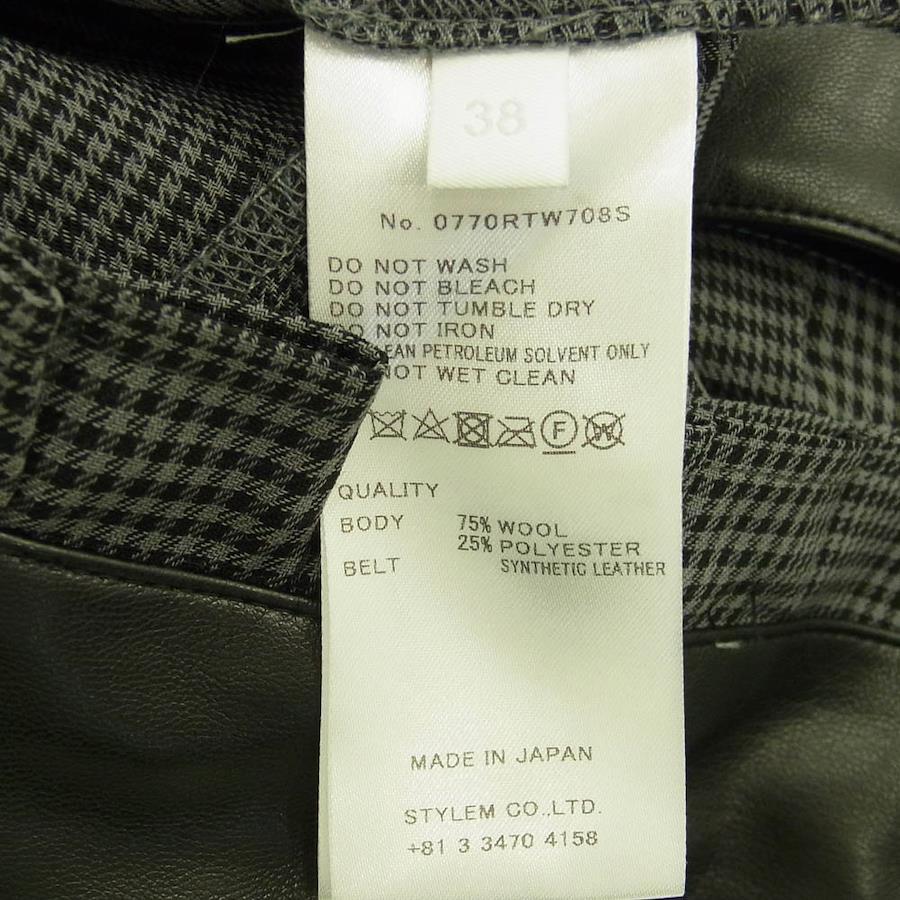 38
No. 0770RTW708S
DO NOT WASH
DO NOT BLEACH
DO NOT TUMBLE DRY
DO NOT IRON
PETROLEUM SOLVENT ONLY
NOT WET CLEAN
F W
QUALITY
BODY 75% WOOL
25% POLYESTER
BELT SYNTHETIC LEATHER
MADE IN JAPAN
STYLEM CO.,LTD.
+81 3 3470 4158